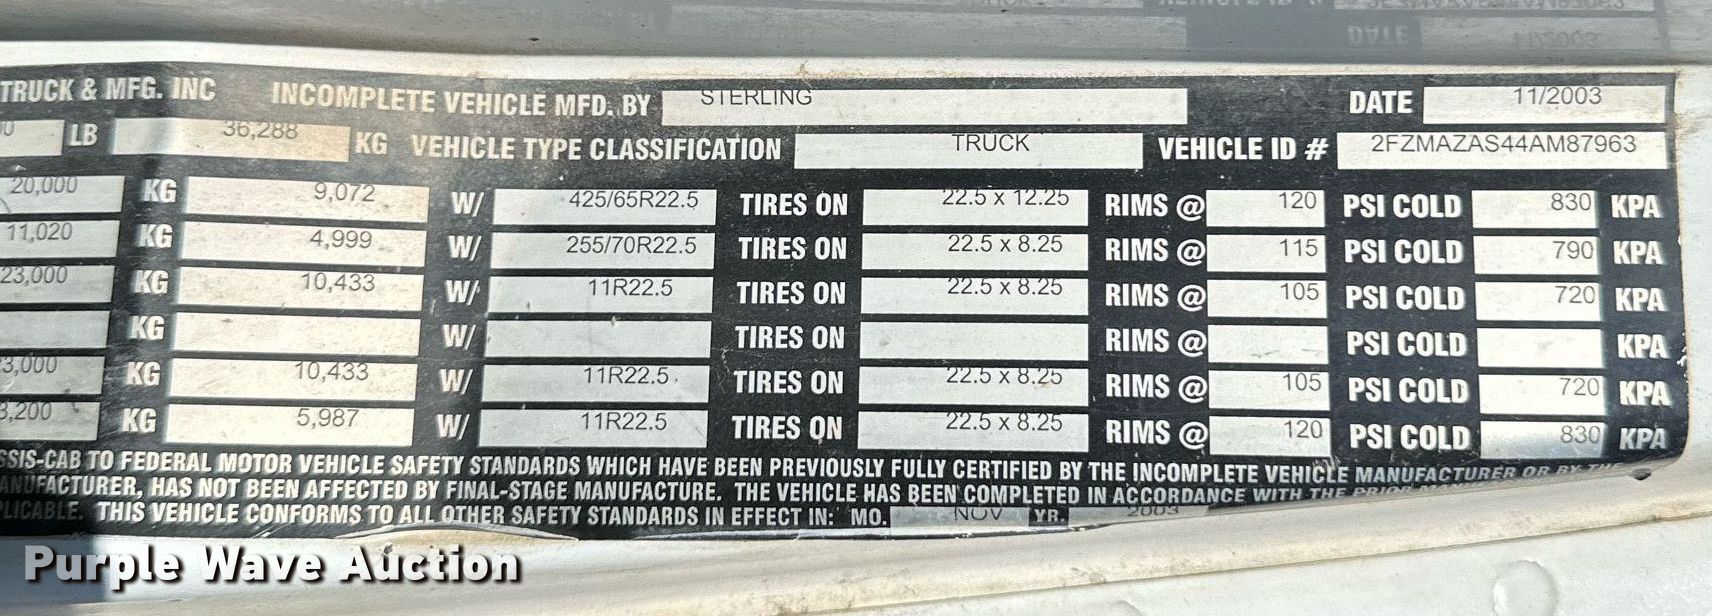 TRUCK & MFG. INC INCOMPLETE VEHICLE MFD. BY STERLING DATE 11/2003
LB 36,288 KG VEHICLE TYPE CLASSIFICATION TRUCK VEHICLE ID # 2FZMAZAS44AM87963
20,000 KG 9,072 W/ 425/65R22.5 TIRES ON 22.5 x 12.25 RIMS @ 120 PSI COLD 830 KPA
11,020 KG 4,999 W/ 255/70R22.5 TIRES ON 22.5 x 8.25 RIMS @ 115 PSI COLD 790 KPA
23,000 KG 10,433 W/ 11R22.5 TIRES ON 22.5 x 8.25 RIMS @ 105 PSI COLD 720 KPA
KG W/ TIRES ON RIMS @ PSI COLD KPA
3,000 KG 10,433 W/ 11R22.5 TIRES ON 22.5 x 8.25 RIMS @ 105 PSI COLD 720 KPA
3,200 KG 5,987 W/ 11R22.5 TIRES ON 22.5 x 8.25 RIMS @ 120 PSI COLD 830 KPA
SSIS-CAB TO FEDERAL MOTOR VEHICLE SAFETY STANDARDS WHICH HAVE BEEN PREVIOUSLY FULLY CERTIFIED BY THE INCOMPLETE VEHICLE MANUFACTURER OR BY THE
ANUFACTURER, HAS NOT BEEN AFFECTED BY FINAL-STAGE MANUFACTURE. THE VEHICLE HAS BEEN COMPLETED IN ACCORDANCE WITH THE PRIOR
PLICABLE. THIS VEHICLE CONFORMS TO ALL OTHER SAFETY STANDARDS IN EFFECT IN: MO. NOV YR. 2003
Purple Wave Auction